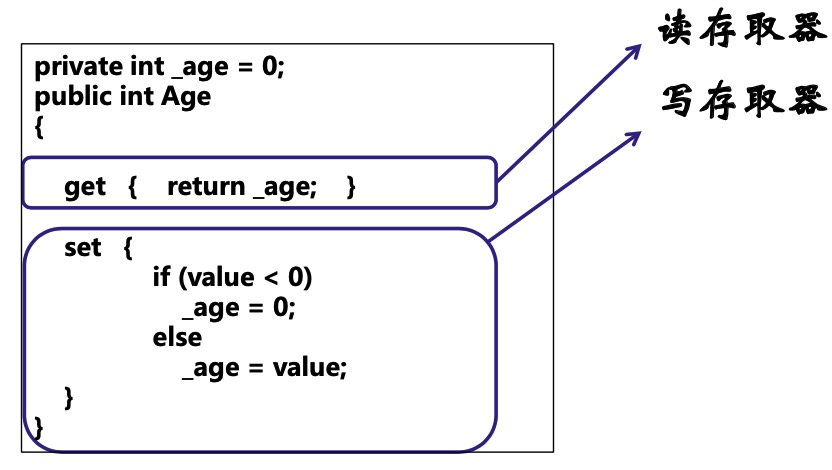 读存取器
写存取器
private int _age = 0;
public int Age
{
get { return _age; }
set {
if (value < 0)
_age = 0;
else
_age = value;
}
}